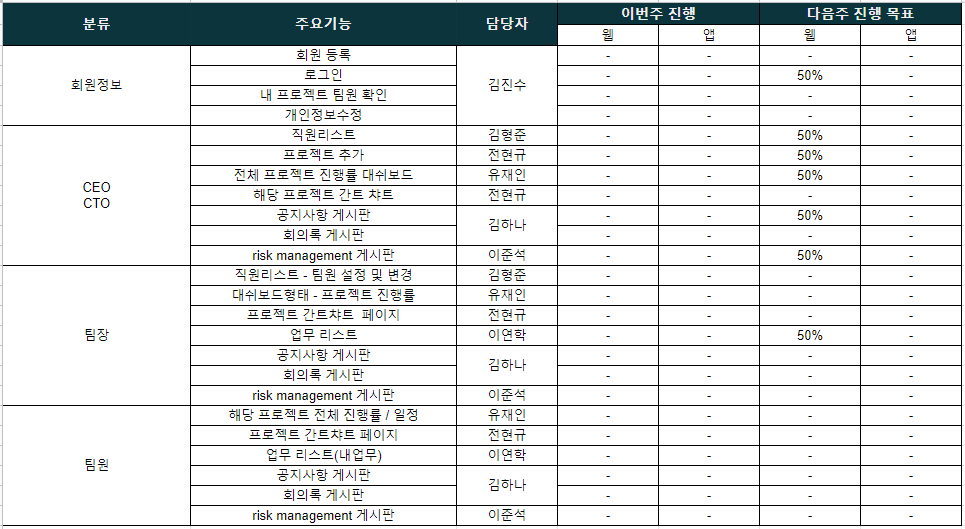 분류 주요기능 담당자 이번주 진행 다음주 진행 목표
웹 앱 웹 앱
회원정보 회원 등록 김진수 - - - -
로그인 - - 50% -
내 프로젝트 팀원 확인 - - - -
개인정보수정 - - - -
CEO
CTO
직원리스트 김형준 - - 50% -
프로젝트 추가 전현규 - - 50% -
전체 프로젝트 진행률 대쉬보드 유재인 - - 50% -
해당 프로젝트 간트 챠트 전현규 - - - -
공지사항 게시판 김하나 - - 50% -
회의록 게시판 - - - -
risk management 게시판 이준석 - - 50% -
팀장 직원리스트 - 팀원 설정 및 변경 김형준 - - - -
대쉬보드형태 - 프로젝트 진행률 유재인 - - - -
프로젝트 간트챠트 페이지 전현규 - - - -
업무 리스트 이연학 - - 50% -
공지사항 게시판 김하나 - - - -
회의록 게시판 - - - -
risk management 게시판 이준석 - - - -
팀원 해당 프로젝트 전체 진행률 / 일정 유재인 - - - -
프로젝트 간트챠트 페이지 전현규 - - - -
업무 리스트(내업무) 이연학 - - - -
공지사항 게시판 김하나 - - - -
회의록 게시판 - - - -
risk management 게시판 이준석 - - - -